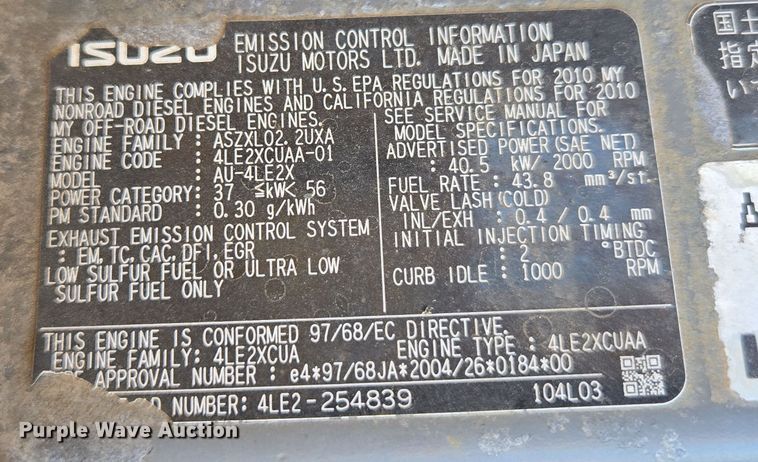 ISUZU EMISSION CONTROL INFORMATION
ISUZU MOTORS LTD. MADE IN JAPAN
THIS ENGINE COMPLIES WITH U.S.EPA REGULATIONS FOR 2010 MY
NONROAD DIESEL ENGINES AND CALIFORNIA REGULATIONS FOR 2010
MY OFF-ROAD DIESEL ENGINES.
ENGINE FAMILY : ASZXL02.2UXA
ENGINE CODE : 4LE2XCUAA-01
MODEL : AU-4LE2X
POWER CATEGORY: 37 ≦kW< 56
PM STANDARD : 0.30 g/kWh
EXHAUST EMISSION CONTROL SYSTEM
: EM, TC, CAC, DFI, EGR
LOW SULFUR FUEL OR ULTRA LOW
SULFUR FUEL ONLY
SEE SERVICE MANUAL FOR
MODEL SPECIFICATIONS.
ADVERTISED POWER(SAE NET)
: 40.5 kW/ 2000 RPM
FUEL RATE : 43.8 mm³/st.
VALVE LASH(COLD)
INL/EXH : 0.4 / 0.4 mm
INITIAL INJECTION TIMING
: 2 °BTDC
CURB IDLE : 1000 RPM
THIS ENGINE IS CONFORMED 97/68/EC DIRECTIVE.
ENGINE FAMILY: 4LE2XCUA ENGINE TYPE : 4LE2XCUAA
APPROVAL NUMBER : e4*97/68JA*2004/26*0184*00
NUMBER: 4LE2-254839 104L03
国土
指定
い
Purple Wave Auction